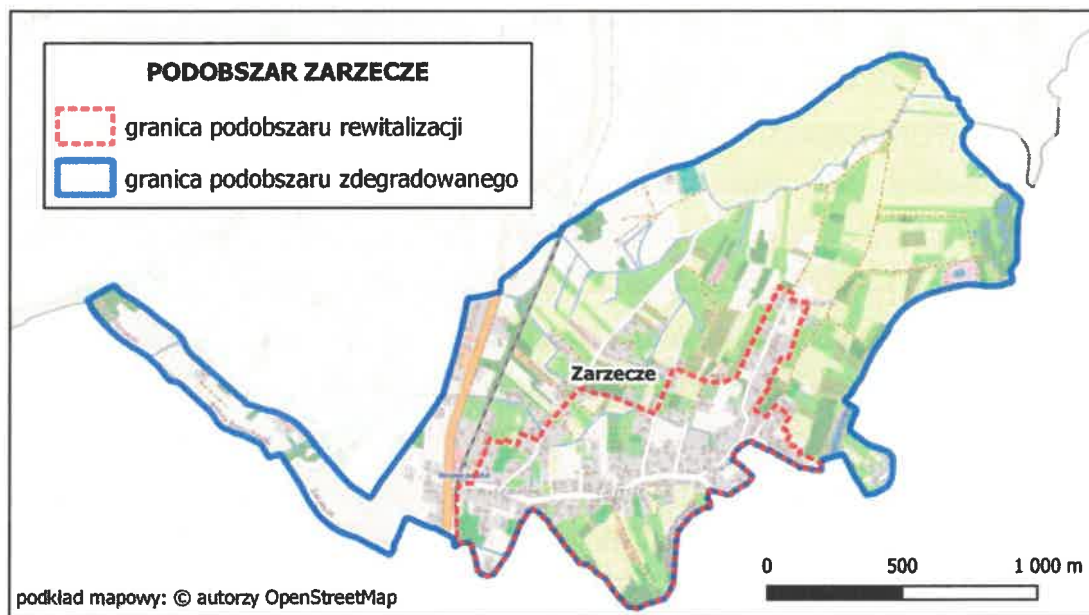 PODOBSZAR ZARZECZE
granica podobszaru rewitalizacji
granica podobszaru zdegradowanego
Zarzecze
0 500 1 000 m
podkład mapowy: © autorzy OpenStreetMap